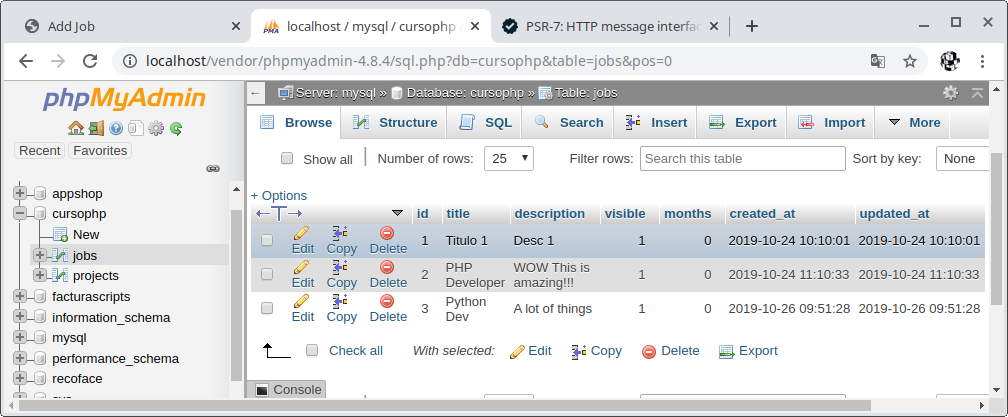 Add Job
localhost / mysql / cursophp
PSR-7: HTTP message interfac
localhost/vendor/phpmyadmin-4.8.4/sql.php?db=cursophp&table=jobs&pos=0
phpMyAdmin
Recent Favorites
appshop
cursophp
New
jobs
projects
facturascripts
information_schema
mysql
performance_schema
recoface
Server: mysql » Database: cursophp » Table: jobs
Browse Structure SQL Search Insert Export Import More
Show all Number of rows: 25 Filter rows: Search this table Sort by key: None
+ Options
id title description visible months created_at updated_at
Edit Copy Delete 1 Titulo 1 Desc 1 1 0 2019-10-24 10:10:01 2019-10-24 10:10:01
Edit Copy Delete 2 PHP Developer WOW This is amazing!!! 1 0 2019-10-24 11:10:33 2019-10-24 11:10:33
Edit Copy Delete 3 Python Dev A lot of things 1 0 2019-10-26 09:51:28 2019-10-26 09:51:28
Check all With selected: Edit Copy Delete Export
Console